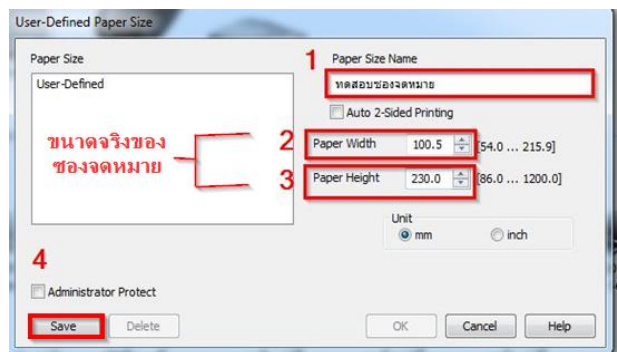 User-Defined Paper Size
Paper Size
User-Defined
ขนาดจริงของ
ซองจดหมาย
1
Paper Size Name
ทดสอบซองจดหมาย
Auto 2-Sided Printing
2
Paper Width 100.5 [54.0 ... 215.9]
3
Paper Height 230.0 [86.0 ... 1200.0]
Unit
mm inch
4
Administrator Protect
Save Delete OK Cancel Help